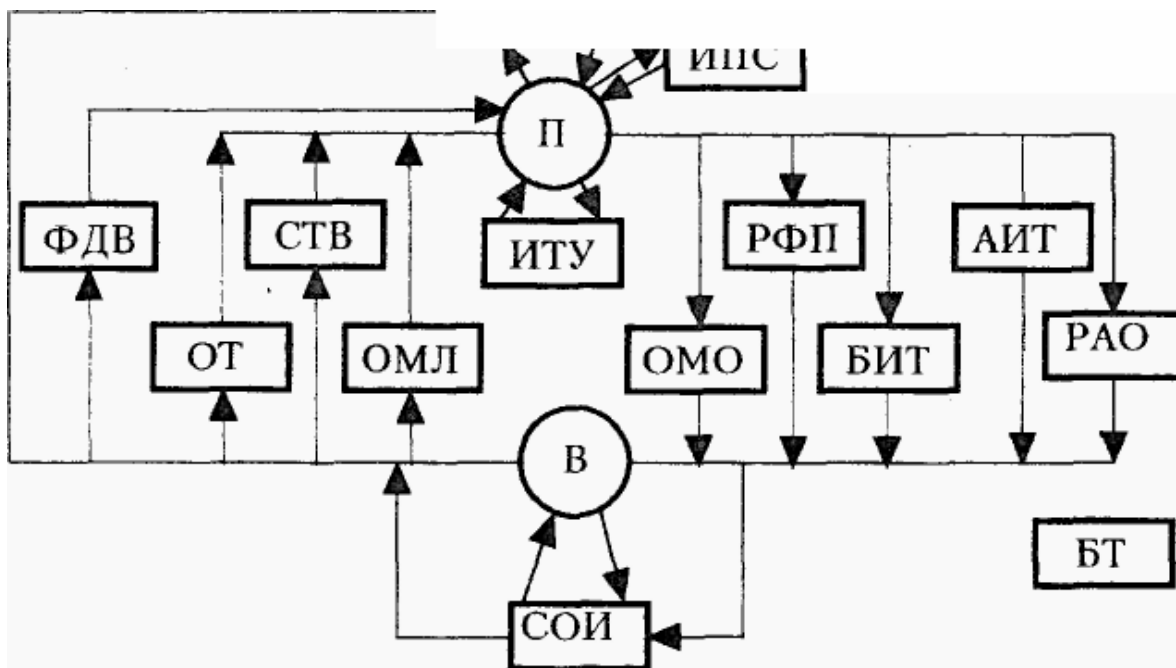 ИПС
П
ФДВ
СТВ
ИТУ
РФП
АИТ
ОТ
ОМЛ
ОМО
БИТ
РАО
В
БТ
СОИ